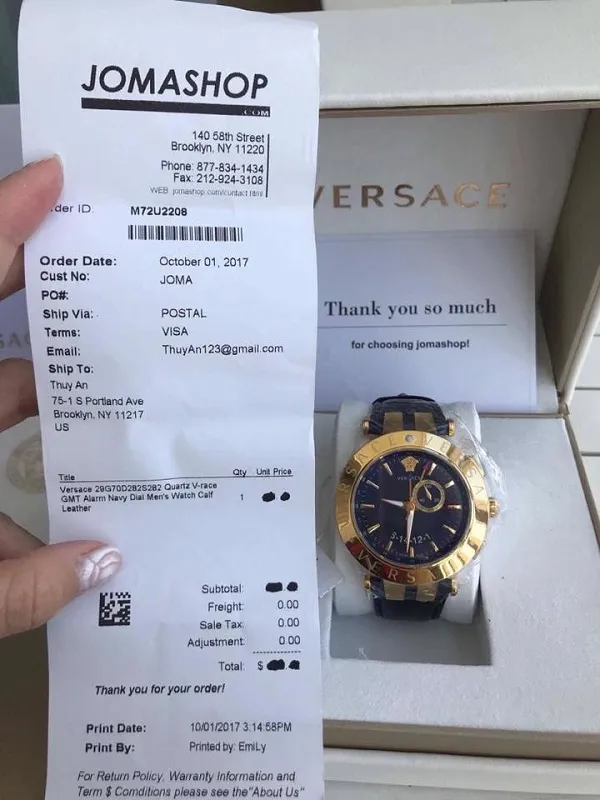 JOMASHOP
.COM
140 58th Street
Brooklyn, NY 11220
Phone: 877-834-1434
Fax: 212-924-3108
WEB: jomashop.com/contact.html
der ID: M72U2208
Order Date: October 01, 2017
Cust No: JOMA
PO#:
Ship Via: POSTAL
Terms: VISA
Email: ThuyAn123@gmail.com
Ship To:
Thuy An
75-1 S Portland Ave
Brooklyn, NY 11217
US
Title Qty Unit Price
Versace 29G70D282S282 Quartz V-race
GMT Alarm Navy Dial Men's Watch Calf
Leather
1
Subtotal:
Freight: 0.00
Sale Tax: 0.00
Adjustment: 0.00
Total: $
Thank you for your order!
Print Date: 10/01/2017 3:14:58PM
Print By: Printed by: EmiLy
For Return Policy, Warranty Information and
Term $ Conditions please see the "About Us"
VERSACE
Thank you so much
for choosing jomashop!
VERSACE